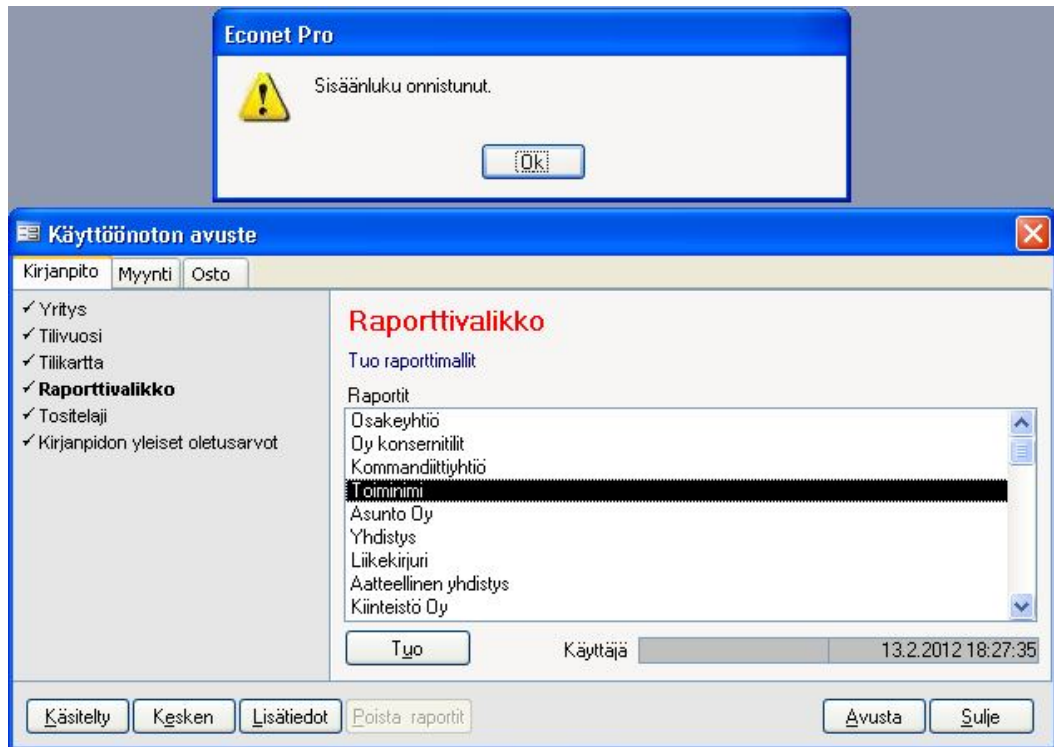 Econet Pro
Sisäänluku onnistunut.
Ok
Käyttöönoton avuste
Kirjanpito Myynti Osto
✓ Yritys
✓ Tilivuosi
✓ Tilikartta
✓ Raporttivalikko
✓ Tositelaji
✓ Kirjanpidon yleiset oletusarvot
Raporttivalikko
Tuo raporttimallit
Raportit
Osakeyhtiö
Oy konsernitilit
Kommandiittiyhtiö
Toiminimi
Asunto Oy
Yhdistys
Liikekirjuri
Aatteellinen yhdistys
Kiinteistö Oy
Tuo Käyttäjä 13.2.2012 18:27:35
Käsitelty Kesken Lisätiedot Poista raportit Avusta Sulje